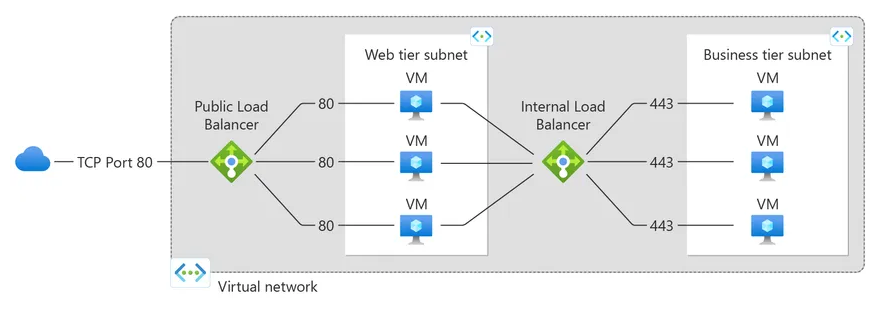 Web tier subnet
Business tier subnet
VM
VM
Public Load
Balancer
80
Internal Load
Balancer
443
VM
VM
TCP Port 80
80
443
VM
VM
80
443
Virtual network